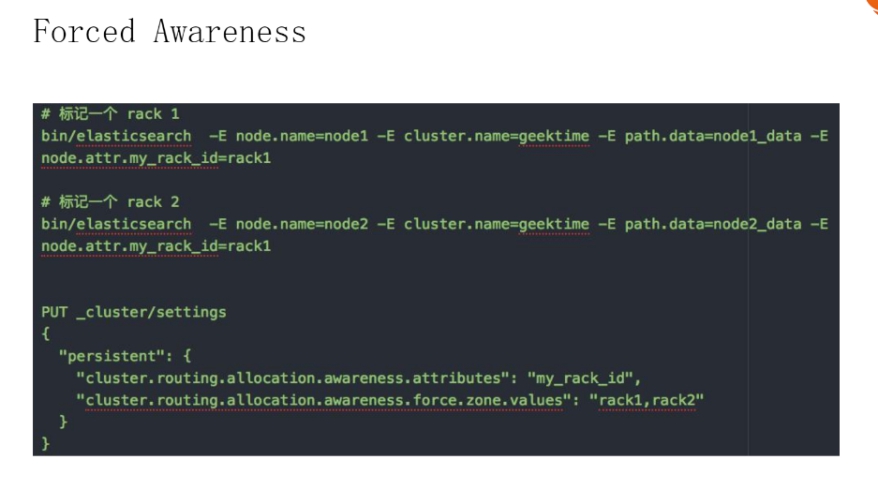 Forced Awareness
# 标记一个 rack 1
bin/elasticsearch  -E node.name=node1 -E cluster.name=geektime -E path.data=node1_data -E
node.attr.my_rack_id=rack1
# 标记一个 rack 2
bin/elasticsearch  -E node.name=node2 -E cluster.name=geektime -E path.data=node2_data -E
node.attr.my_rack_id=rack1
PUT _cluster/settings
{
  "persistent": {
    "cluster.routing.allocation.awareness.attributes": "my_rack_id",
    "cluster.routing.allocation.awareness.force.zone.values": "rack1,rack2"
  }
}